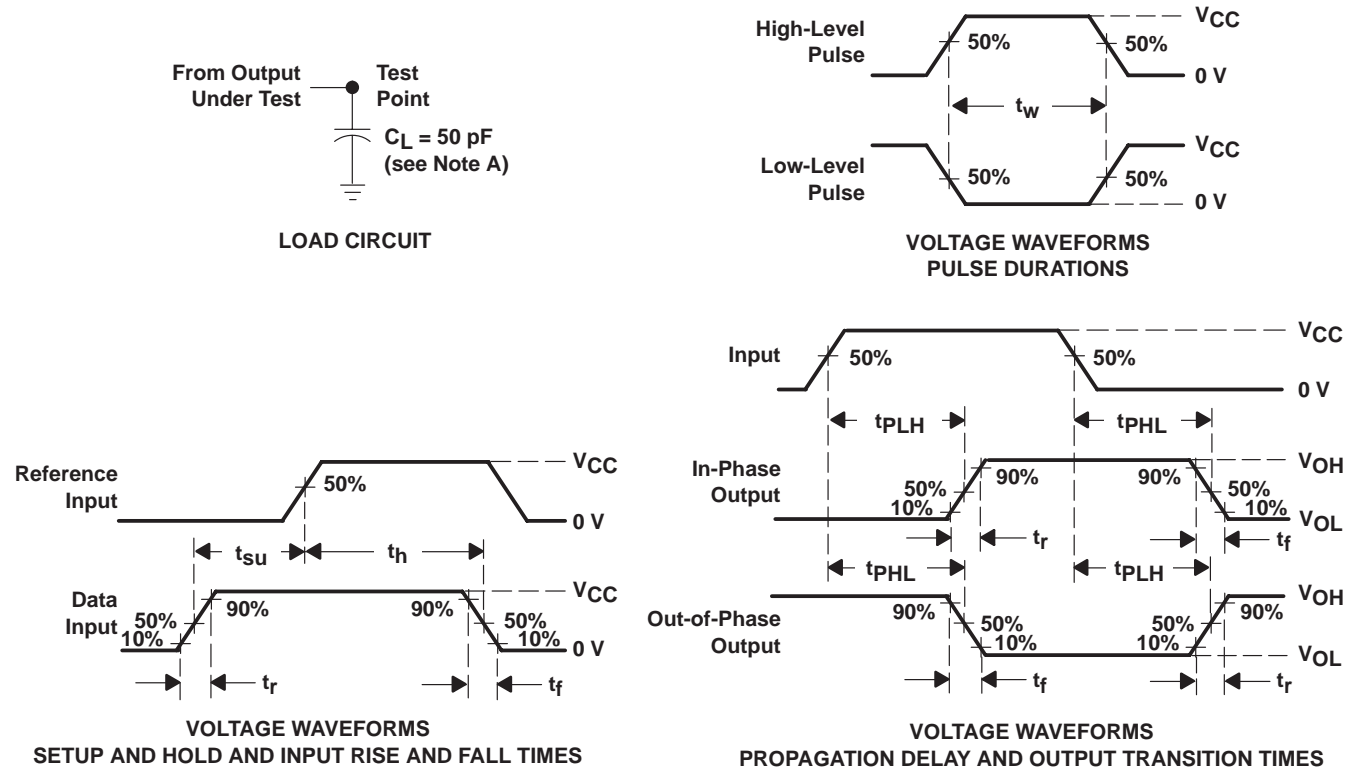 From Output
Under Test
Test
Point
CL = 50 pF
(see Note A)
LOAD CIRCUIT
High-Level
Pulse
50%
50%
VCC
0 V
tw
Low-Level
Pulse
50%
50%
VCC
0 V
VOLTAGE WAVEFORMS
PULSE DURATIONS
Reference
Input
50%
VCC
0 V
tsu
th
Data
Input
50%
10%
90%
90%
50%
10%
VCC
0 V
tr
tf
VOLTAGE WAVEFORMS
SETUP AND HOLD AND INPUT RISE AND FALL TIMES
Input
50%
50%
VCC
0 V
tPLH
tPHL
In-Phase
Output
50%
10%
90%
90%
50%
10%
VOH
VOL
tr
tf
tPHL
tPLH
Out-of-Phase
Output
90%
50%
10%
50%
10%
90%
VOH
VOL
tf
tr
VOLTAGE WAVEFORMS
PROPAGATION DELAY AND OUTPUT TRANSITION TIMES